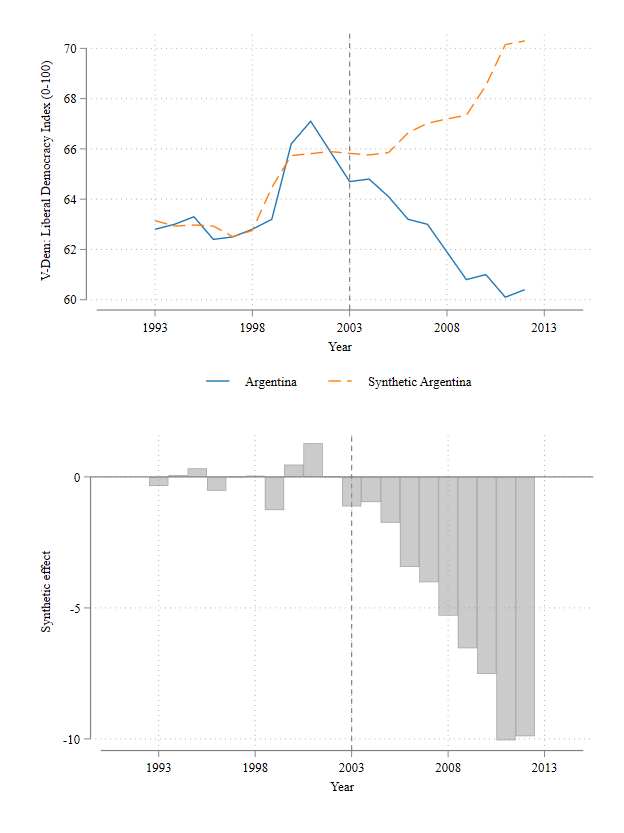 V-Dem: Liberal Democracy Index (0-100)
70
68
66
64
62
60
1993 1998 2003 2008 2013
Year
Argentina Synthetic Argentina
Synthetic effect
0
-5
-10
1993 1998 2003 2008 2013
Year